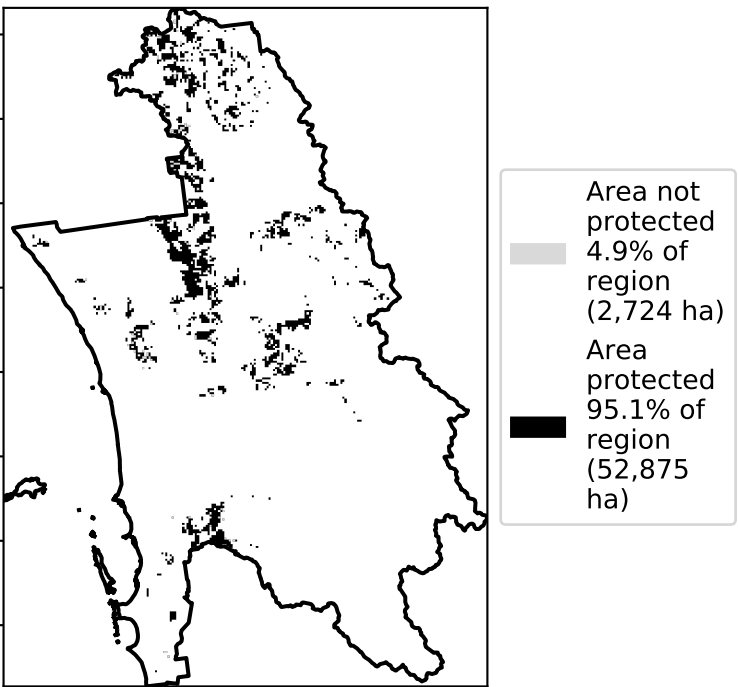 Area not
protected
4.9% of
region
(2,724 ha)
Area
protected
95.1% of
region
(52,875
ha)